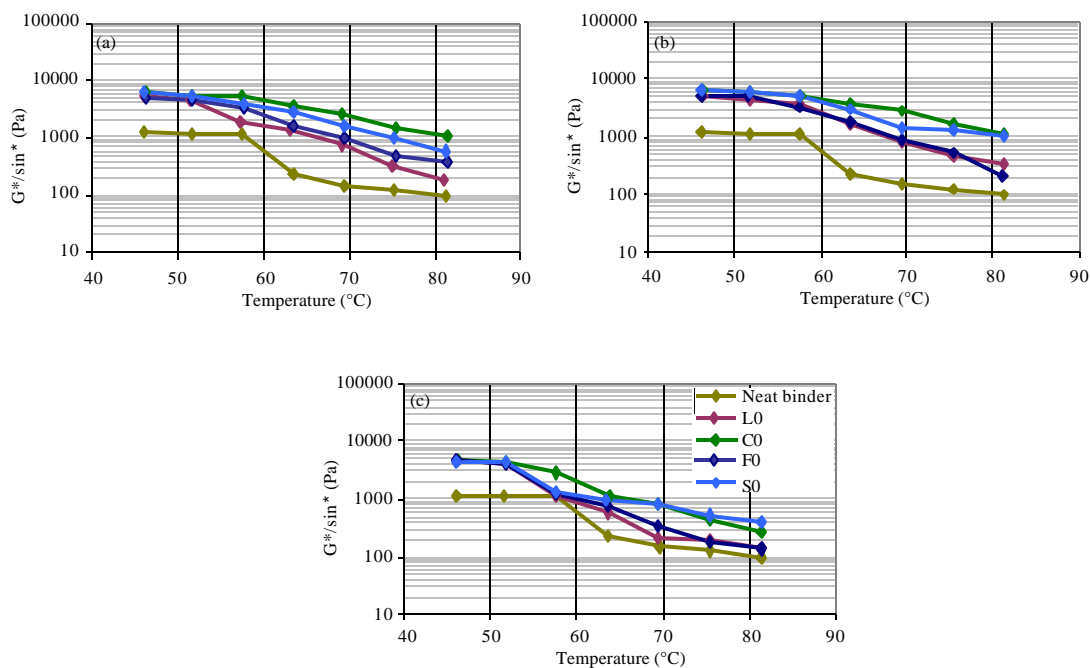 (a)
100000
10000
1000
100
10
G*/sin* (Pa)
40 50 60 70 80 90
Temperature (°C)
(b)
100000
10000
1000
100
10
G*/sin* (Pa)
40 50 60 70 80 90
Temperature (°C)
(c)
100000
10000
1000
100
10
G*/sin* (Pa)
40 50 60 70 80 90
Temperature (°C)
Neat binder
L0
C0
F0
S0